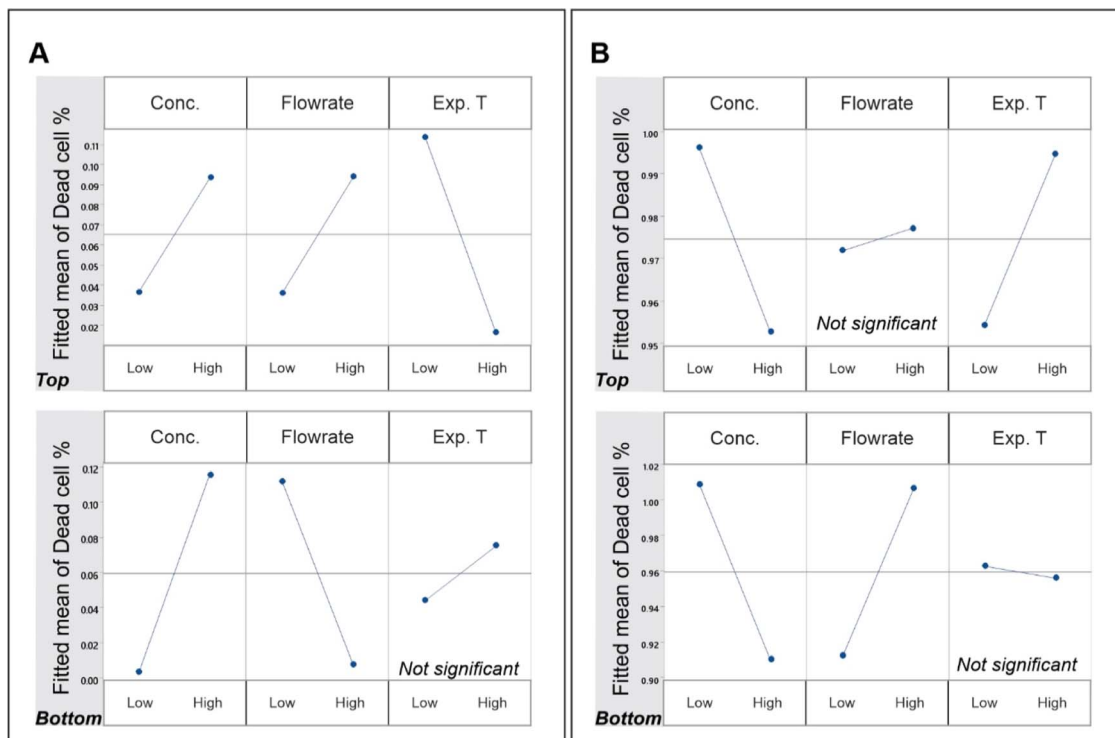 A
Conc. Flowrate Exp. T
Fitted mean of Dead cell %
0.11
0.10
0.09
0.08
0.06
0.06
0.05
0.04
0.03
0.02
Low High Low High Low High
Top
Conc. Flowrate Exp. T
Fitted mean of Dead cell %
0.12
0.10
0.08
0.06
0.04
0.02
0.00
Not significant
Low High Low High Low High
Bottom
B
Conc. Flowrate Exp. T
Fitted mean of Dead cell %
1.00
0.99
0.98
0.97
0.96
0.95
Not significant
Low High Low High Low High
Top
Conc. Flowrate Exp. T
Fitted mean of Dead cell %
1.02
1.00
0.98
0.96
0.94
0.92
0.90
Not significant
Low High Low High Low High
Bottom